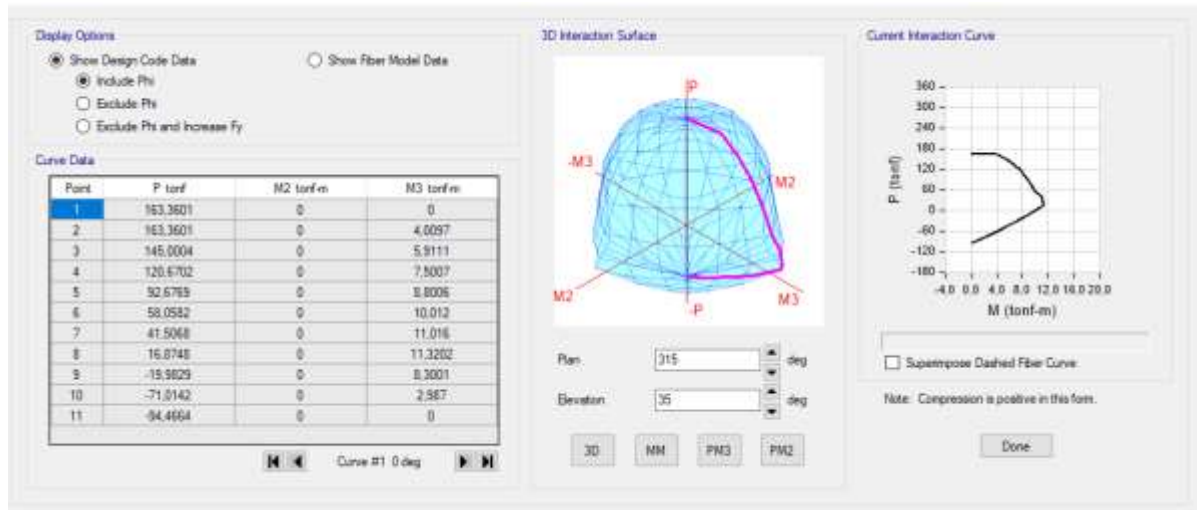 Display Options
Show Design Code Data
Show Fiber Model Data
Include Phi
Exclude Phi
Exclude Phi and Increase Fy
Curve Data
Point P tonf M2 tonf-m M3 tonf-m
1 163,3601 0 0
2 163,3601 0 4,0097
3 145,0004 0 5,9111
4 120,6702 0 7,5007
5 92,6769 0 8,8006
6 58,0582 0 10,012
7 41,5068 0 11,016
8 16,8748 0 11,3202
9 -19,9829 0 8,3001
10 -71,0142 0 2,987
11 -94,4664 0 0
Curve #1 0 deg
3D Interaction Surface
P
-M3
M2
M2
M3
-P
Plan 315 deg
Elevation 35 deg
3D MM PM3 PM2
Current Interaction Curve
360
300
240
180
120
60
0
-60
-120
-180
P (tonf)
-4.0 0.0 4.0 8.0 12.0 16.0 20.0
M (tonf-m)
Superimpose Dashed Fiber Curve
Note: Compression is positive in this form.
Done